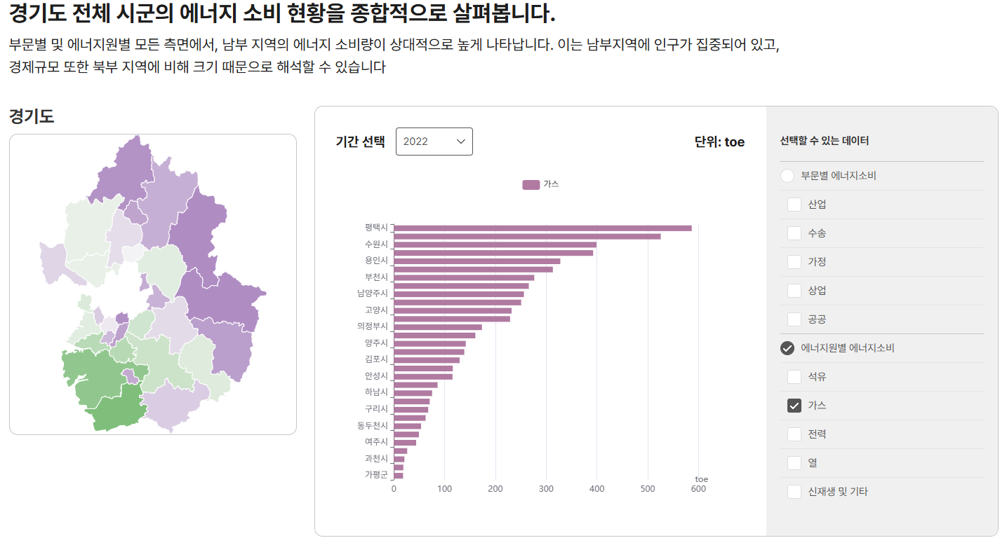 경기도 전체 시군의 에너지 소비 현황을 종합적으로 살펴봅니다.
부문별 및 에너지원별 모든 측면에서, 남부 지역의 에너지 소비량이 상대적으로 높게 나타납니다. 이는 남부지역에 인구가 집중되어 있고,
경제규모 또한 북부 지역에 비해 크기 때문으로 해석할 수 있습니다
경기도
기간 선택 2022 단위: toe
가스
평택시
수원시
용인시
부천시
남양주시
고양시
의정부시
양주시
김포시
안성시
하남시
구리시
동두천시
여주시
과천시
가평군
toe
0 100 200 300 400 500 600
선택할 수 있는 데이터
부문별 에너지소비
산업
수송
가정
상업
공공
에너지원별 에너지소비
석유
가스
전력
열
신재생 및 기타